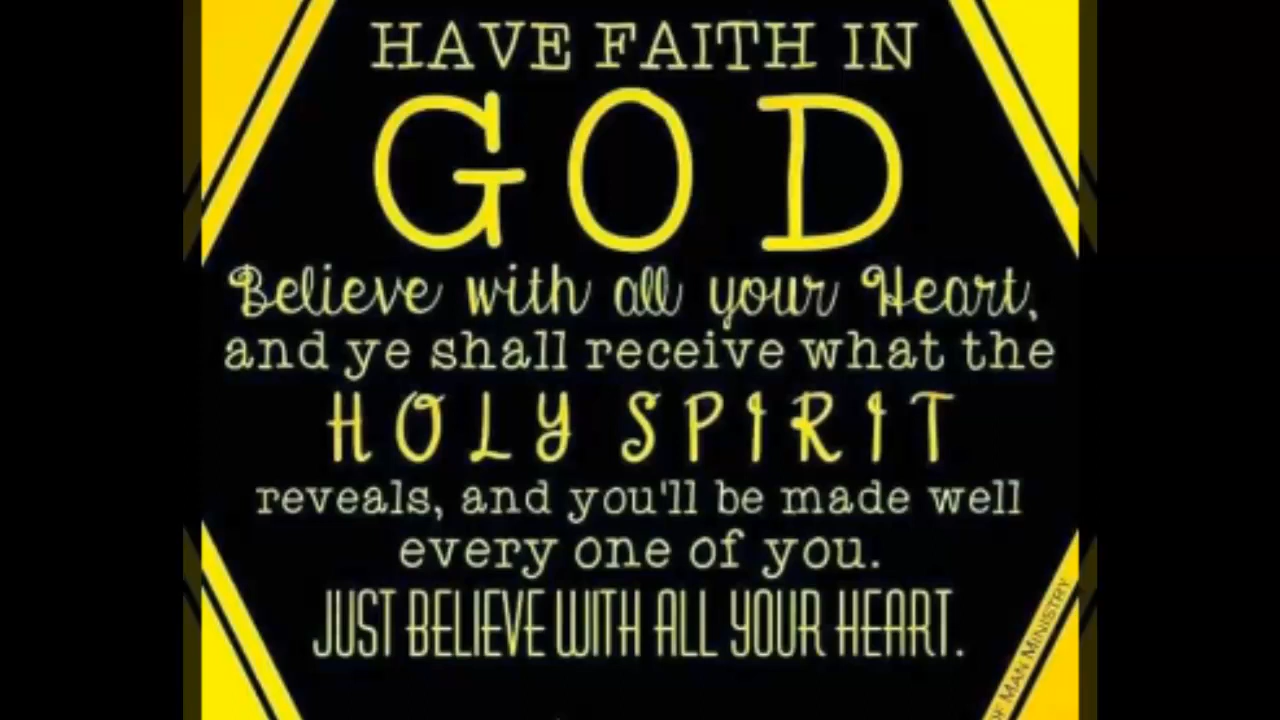 HAVE FAITH IN
GOD
Believe with all your Heart,
and ye shall receive what the
HOLY SPIRIT
reveals, and you'll be made well
every one of you.
JUST BELIEVE WITH ALL YOUR HEART.
MAN MINISTRY